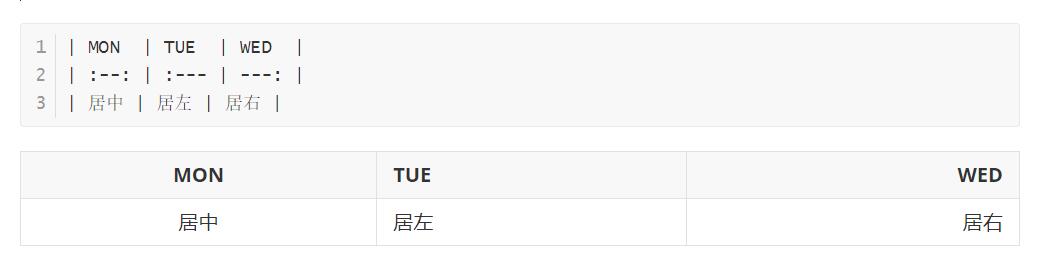 1 | MON  | TUE  | WED  |
2 | :--: | :--- | ---: |
3 | 居中 | 居左 | 居右 |
MON TUE WED
居中 居左 居右